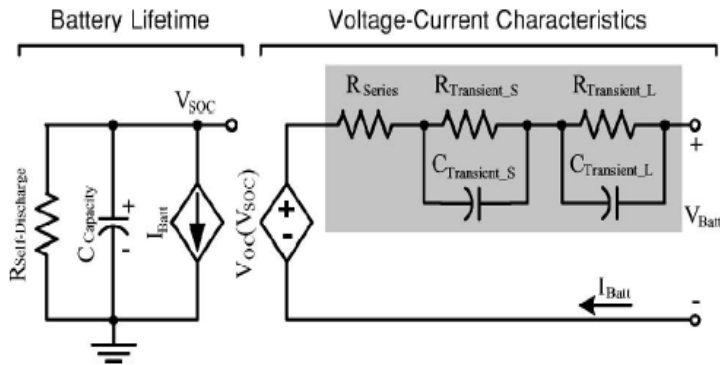 Battery Lifetime
Voltage-Current Characteristics
V_SOC
R_Self-Discharge
C_Capacity
+
-
I_Batt
V_OC(V_SOC)
+
-
R_Series
R_Transient_S
C_Transient_S
R_Transient_L
C_Transient_L
+
V_Batt
I_Batt
-